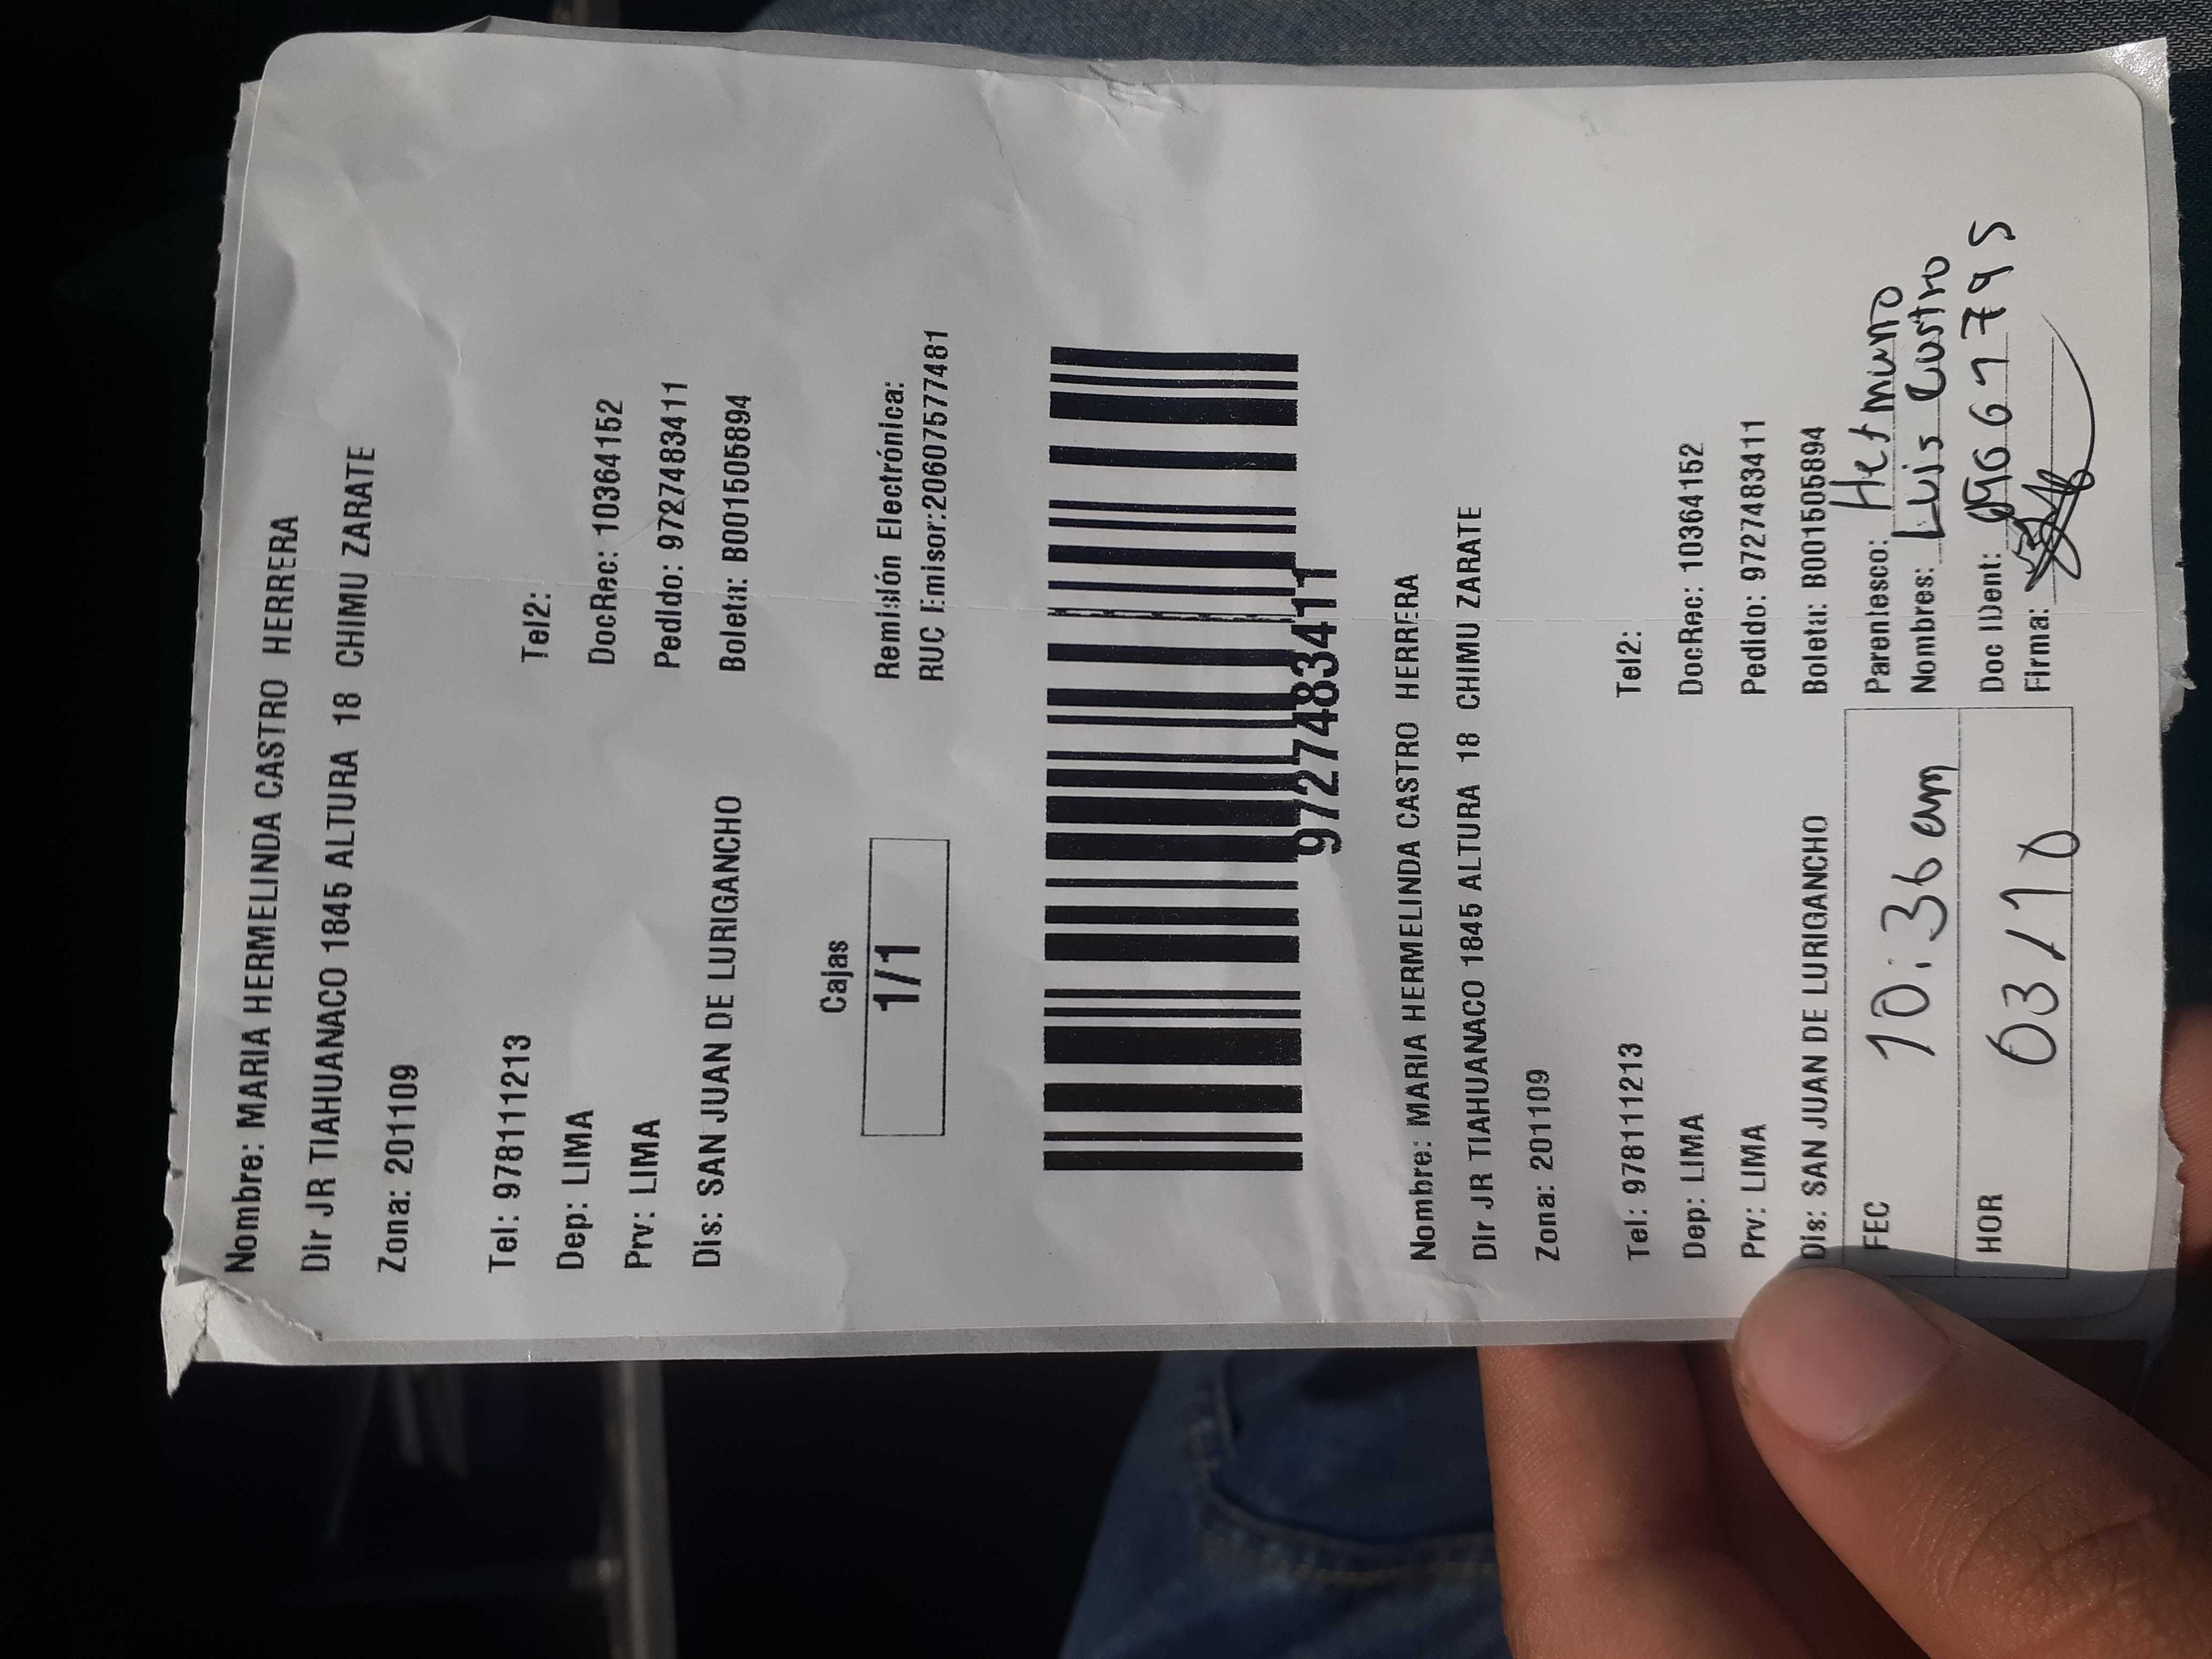 Nombre: MARIA HERMELINDA CASTRO HERRERA
Dir JR TIAHUANACO 1845 ALTURA 18 CHIMU ZARATE
Zona: 201109
Tel: 978111213 Tel2:
Dep: LIMA DocRec: 10364152
Prv: LIMA Pedido: 9727483411
Dis: SAN JUAN DE LURIGANCHO Boleta: B001505894
Cajas
1/1
Remisión Electrónica:
RUC Emisor:20607577481
9727483411
Nombre: MARIA HERMELINDA CASTRO HERRERA
Dir JR TIAHUANACO 1845 ALTURA 18 CHIMU ZARATE
Zona: 201109
Tel: 978111213 Tel2:
Dep: LIMA DocRec: 10364152
Prv: LIMA Pedido: 9727483411
Dis: SAN JUAN DE LURIGANCHO Boleta: B001505894
FEC 10:36 am
HOR 03/10
Parentesco: Hermano
Nombres: Luis Castro
Doc IDent:
Firma: